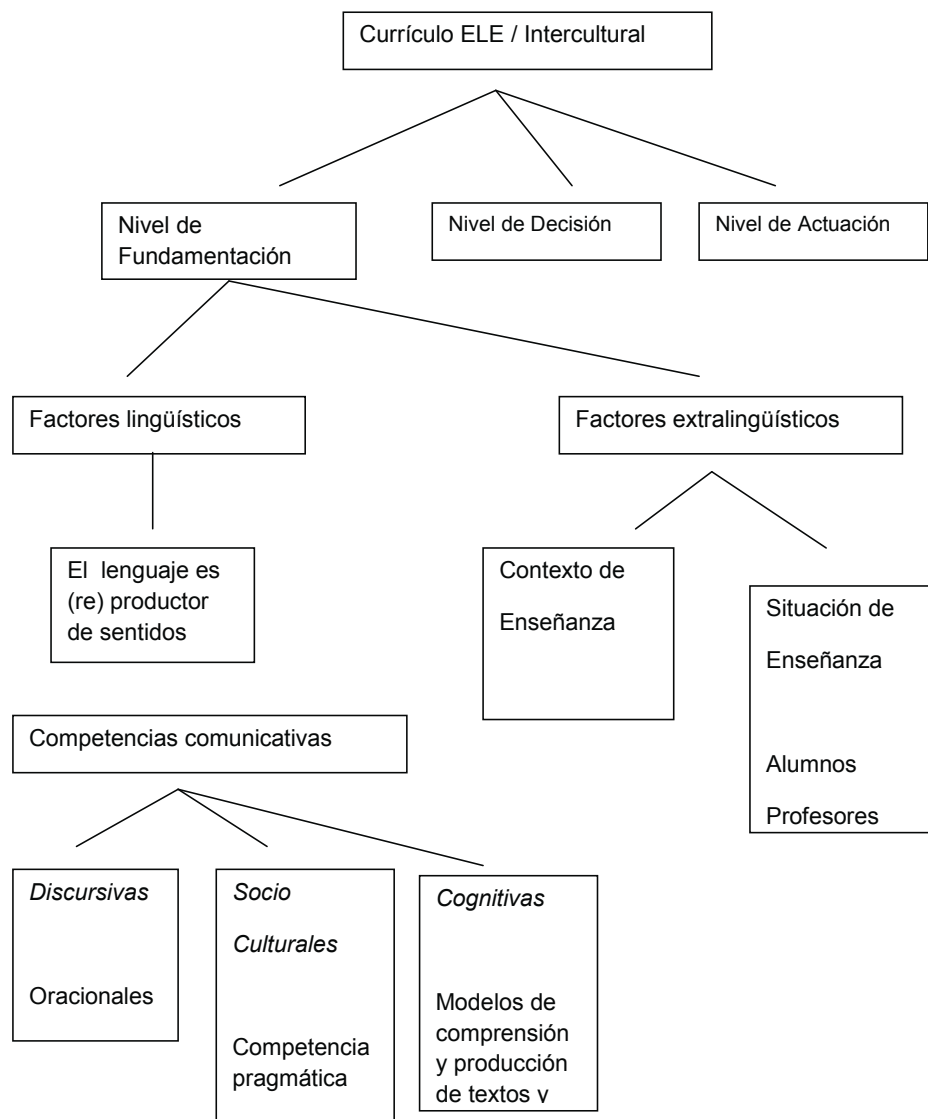 Currículo ELE / Intercultural
Nivel de
Fundamentación
Nivel de Decisión
Nivel de Actuación
Factores lingüísticos
Factores extralingüísticos
El lenguaje es
(re) productor
de sentidos
Contexto de
Enseñanza
Situación de
Enseñanza
Alumnos
Profesores
Competencias comunicativas
Discursivas
Oracionales
Socio
Culturales
Competencia
pragmática
Cognitivas
Modelos de
comprensión
y producción
de textos y